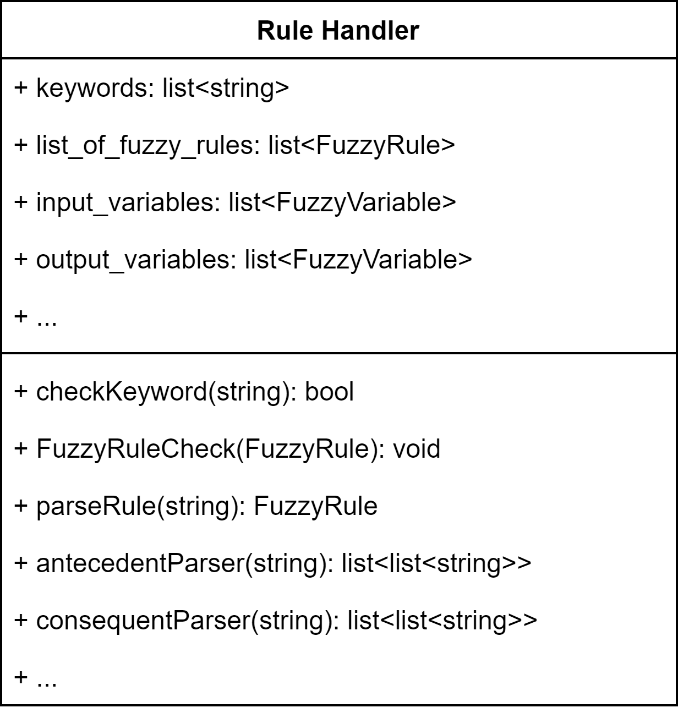 Rule Handler
+ keywords: list<string>
+ list_of_fuzzy_rules: list<FuzzyRule>
+ input_variables: list<FuzzyVariable>
+ output_variables: list<FuzzyVariable>
+ ...
+ checkKeyword(string): bool
+ FuzzyRuleCheck(FuzzyRule): void
+ parseRule(string): FuzzyRule
+ antecedentParser(string): list<list<string>>
+ consequentParser(string): list<list<string>>
+ ...